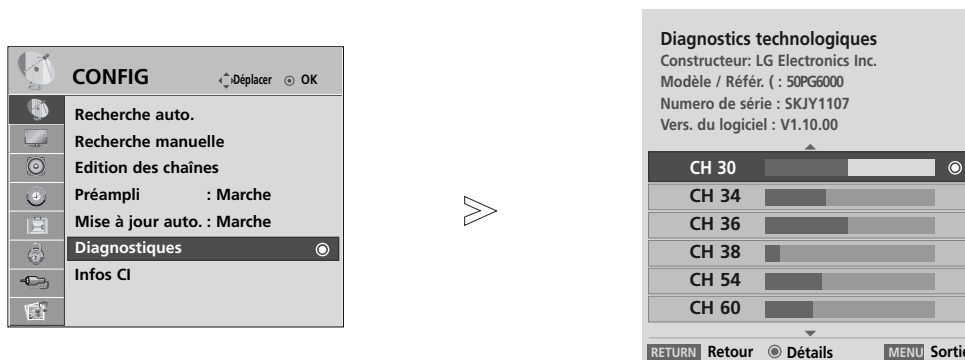 CONFIG Déplacer OK
Recherche auto.
Recherche manuelle
Edition des chaînes
Préampli : Marche
Mise à jour auto. : Marche
Diagnostiques
Infos CI
Diagnostics technologiques
Constructeur: LG Electronics Inc.
Modèle / Référ. ( : 50PG6000
Numero de série : SKJY1107
Vers. du logiciel : V1.10.00
CH 30
CH 34
CH 36
CH 38
CH 54
CH 60
RETURN Retour Détails MENU Sortie